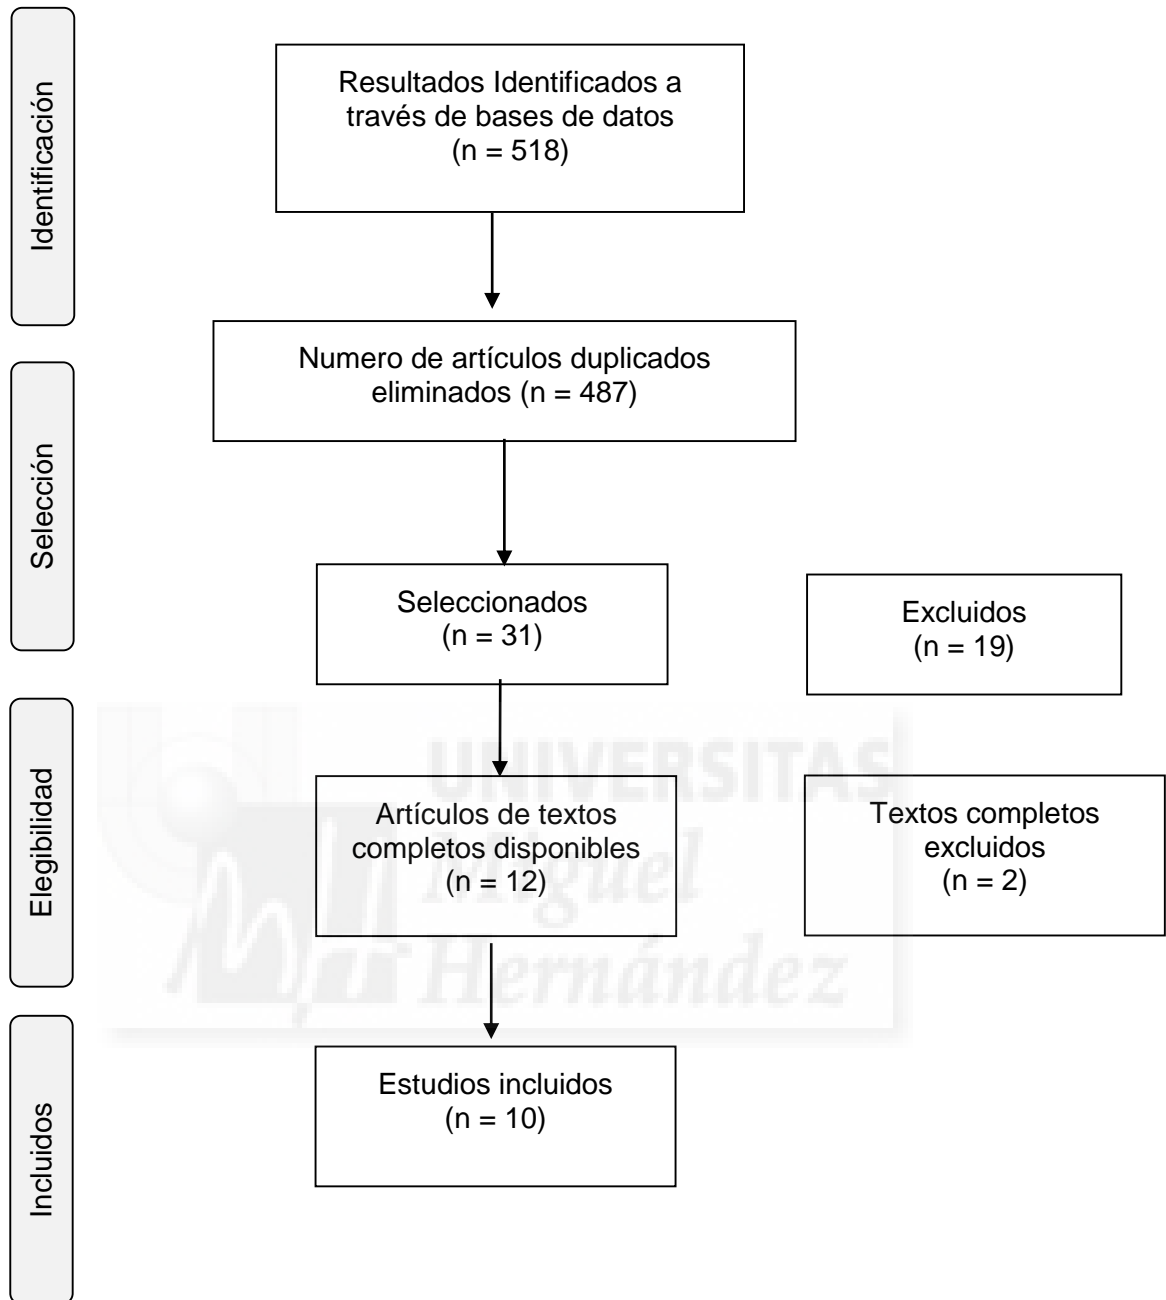 Identificación
Resultados Identificados a
través de bases de datos
(n = 518)
Numero de artículos duplicados
eliminados (n = 487)
Selección
Seleccionados
(n = 31)
Excluidos
(n = 19)
Elegibilidad
UNIVERSITAS
Miguel
Hernández
Artículos de textos
completos disponibles
(n = 12)
Textos completos
excluidos
(n = 2)
Incluidos
Estudios incluidos
(n = 10)